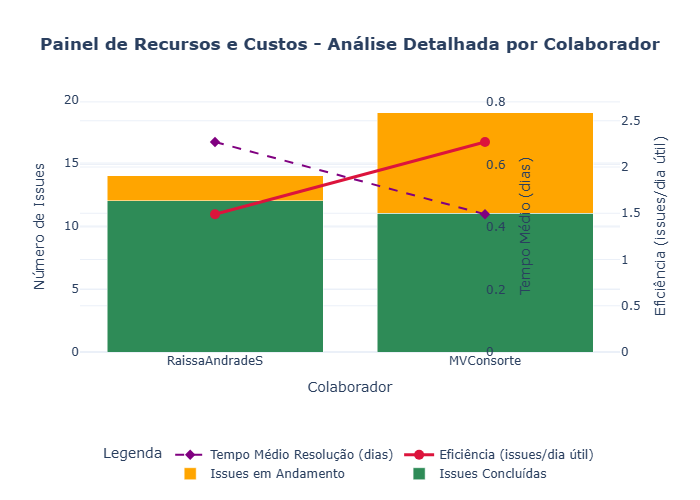 Painel de Recursos e Custos - Análise Detalhada por Colaborador
Número de Issues
20
15
10
5
0
RaissaAndradeS
MVConsorte
Colaborador
0.8
0.6
0.4
0.2
0
Tempo Médio (dias)
2.5
2
1.5
1
0.5
0
Eficiência (issues/dia útil)
Legenda
Tempo Médio Resolução (dias)
Eficiência (issues/dia útil)
Issues em Andamento
Issues Concluídas